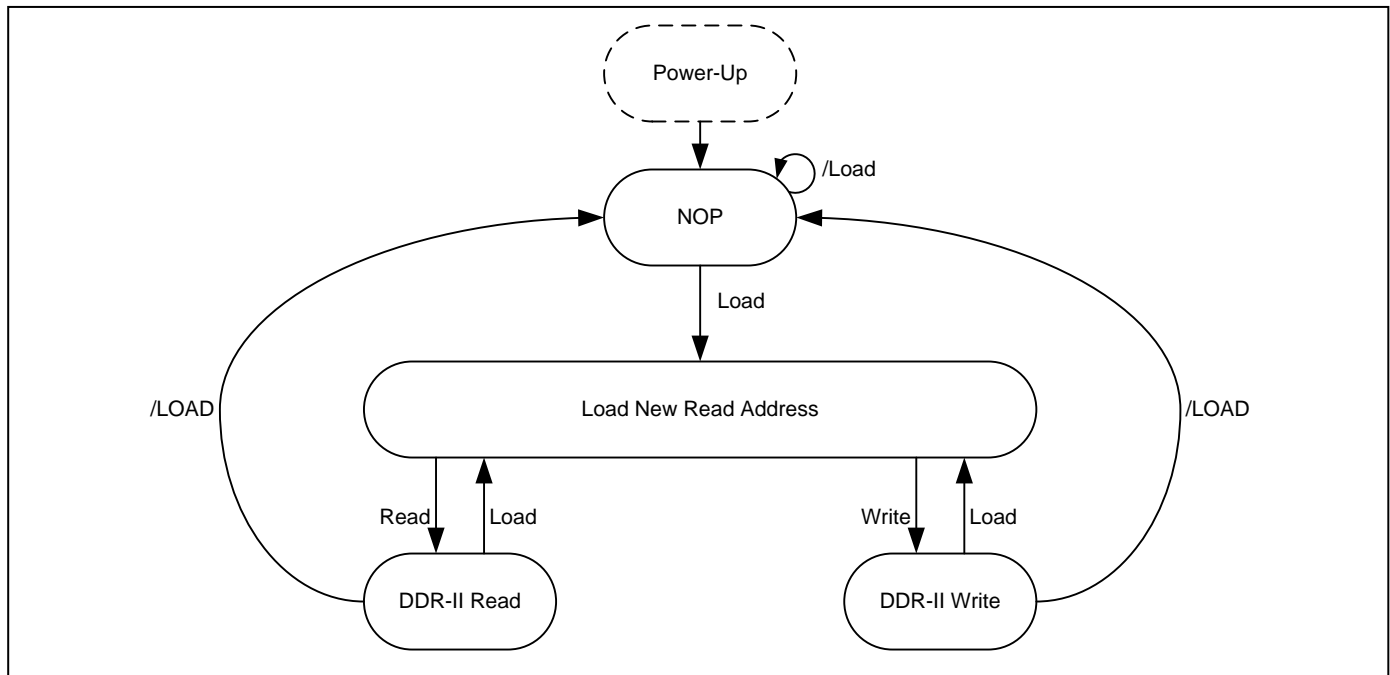 Power-Up
/Load
NOP
Load
/LOAD
Load New Read Address
/LOAD
Read
Load
Write
Load
DDR-II Read
DDR-II Write